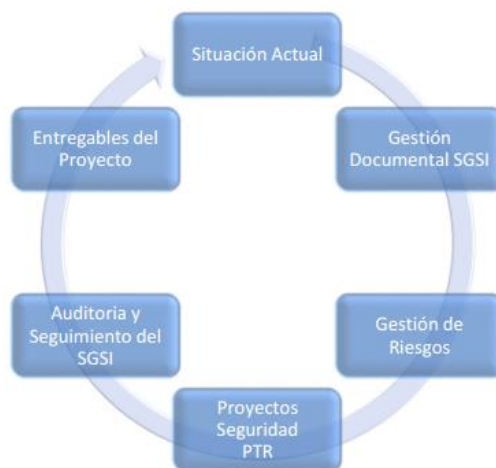 Situación Actual
Gestión
Documental SGSI
Gestión de
Riesgos
Proyectos
Seguridad
PTR
Auditoria y
Seguimiento del
SGSI
Entregables del
Proyecto